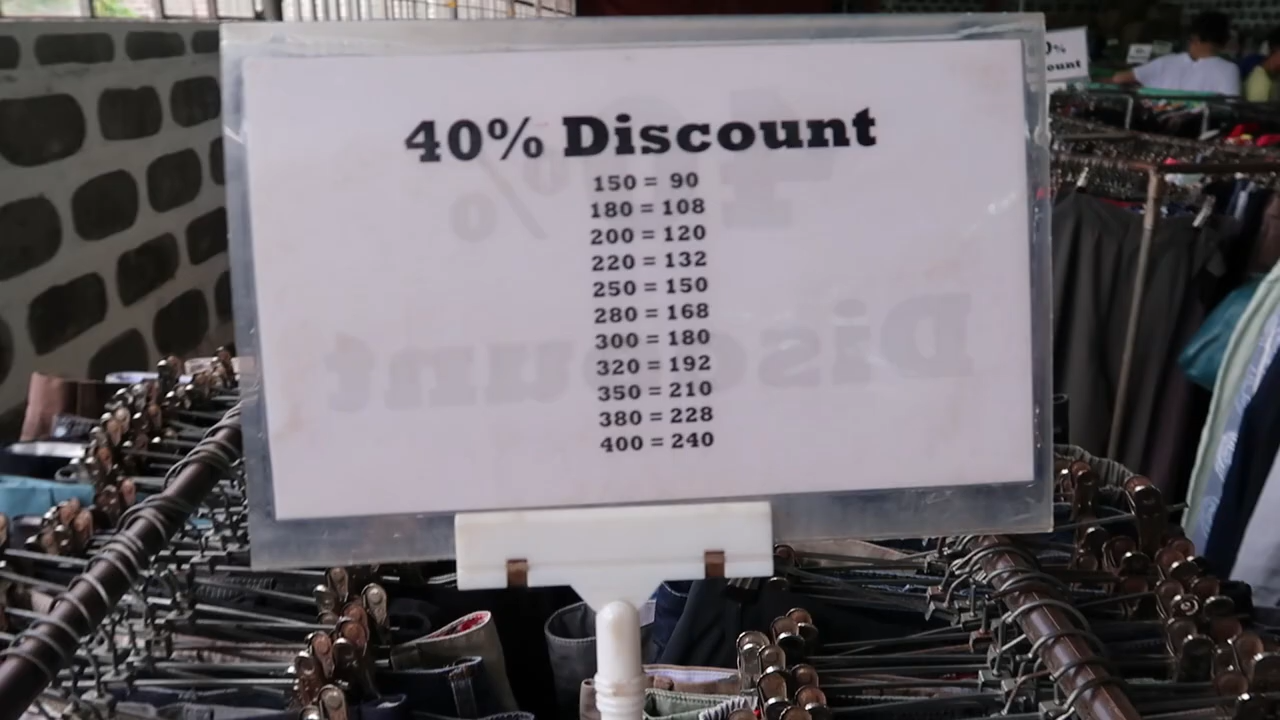 40% Discount
150 = 90
180 = 108
200 = 120
220 = 132
250 = 150
280 = 168
300 = 180
320 = 192
350 = 210
380 = 228
400 = 240